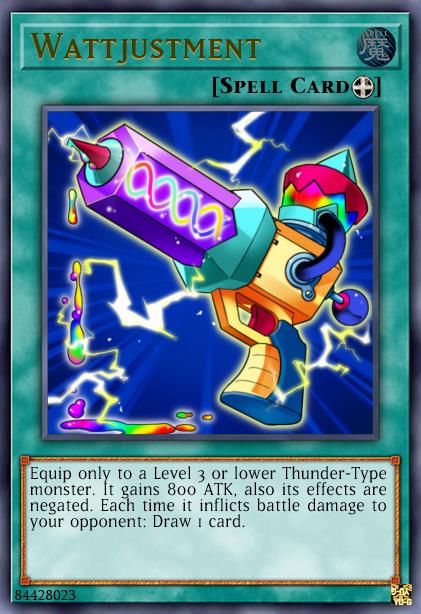 Wattjustment
魔
[Spell Card]
Equip only to a Level 3 or lower Thunder-Type
monster. It gains 800 ATK, also its effects are
negated. Each time it inflicts battle damage to
your opponent: Draw 1 card.
84428023